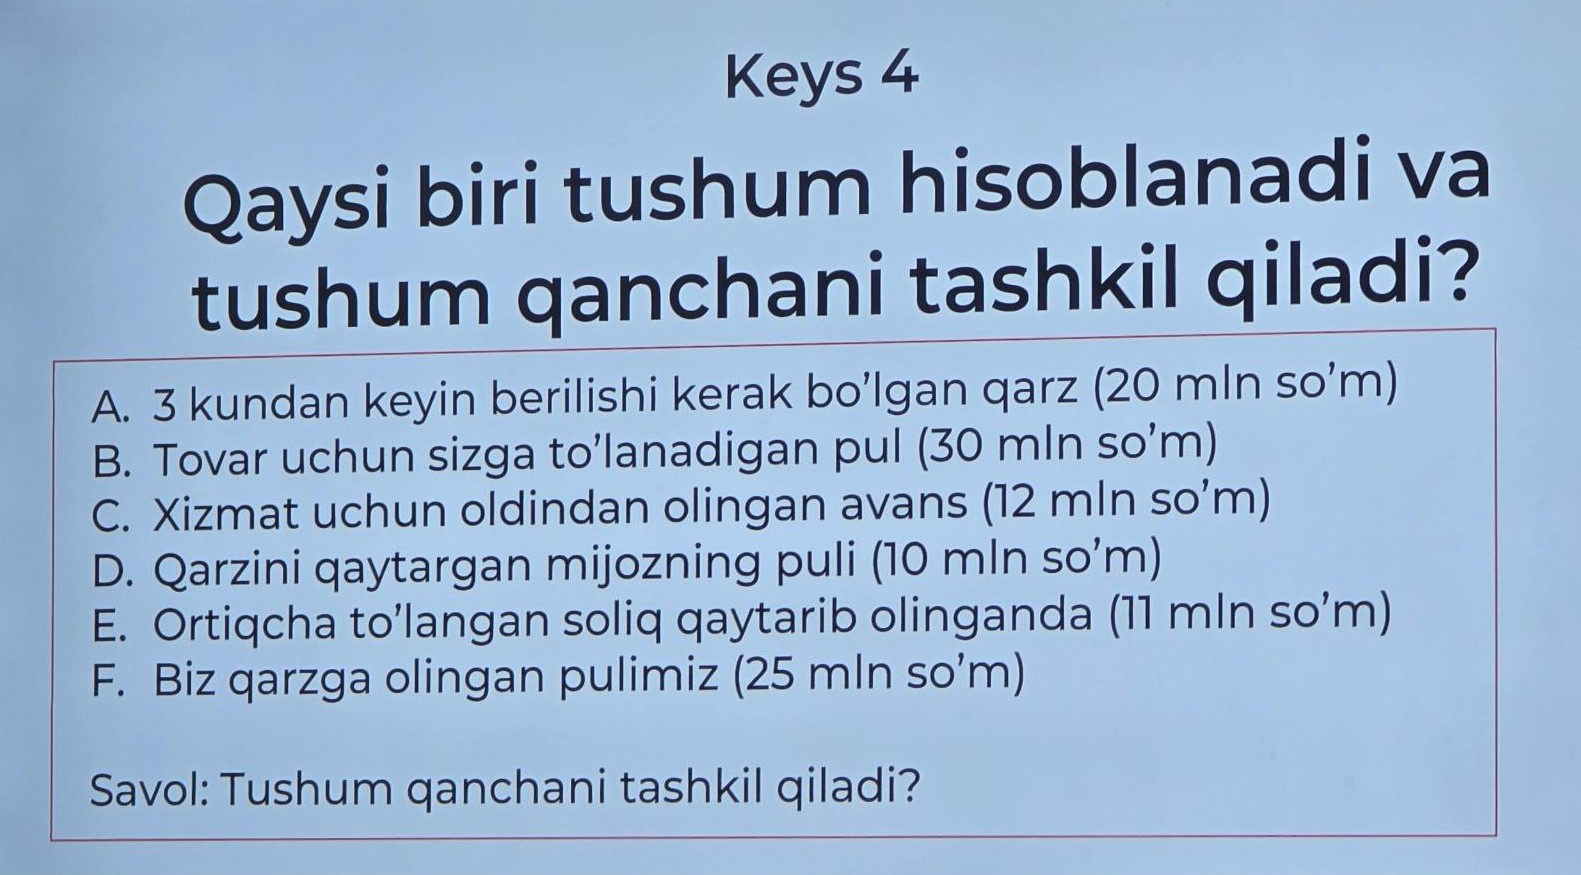 Keys 4
Qaysi biri tushum hisoblanadi va
tushum qanchani tashkil qiladi?
A. 3 kundan keyin berilishi kerak bo’lgan qarz (20 mln so’m)
B. Tovar uchun sizga to’lanadigan pul (30 mln so’m)
C. Xizmat uchun oldindan olingan avans (12 mln so’m)
D. Qarzini qaytargan mijozning puli (10 mln so’m)
E. Ortiqcha to’langan soliq qaytarib olinganda (11 mln so’m)
F. Biz qarzga olingan pulimiz (25 mln so’m)
Savol: Tushum qanchani tashkil qiladi?